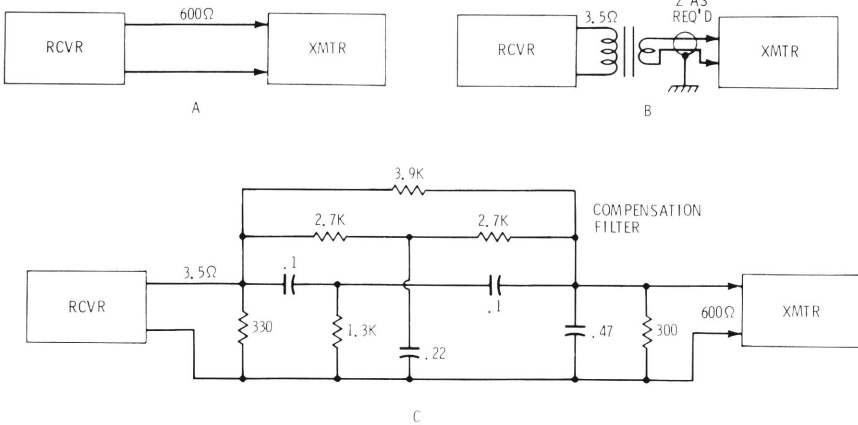 600Ω
RCVR
XMTR
A
3.5Ω
Z AS
REQ'D
RCVR
XMTR
B
3.9K
2.7K
2.7K
COMPENSATION
FILTER
3.5Ω
.1
.1
RCVR
330
1.3K
.22
.47
300
600Ω
XMTR
C